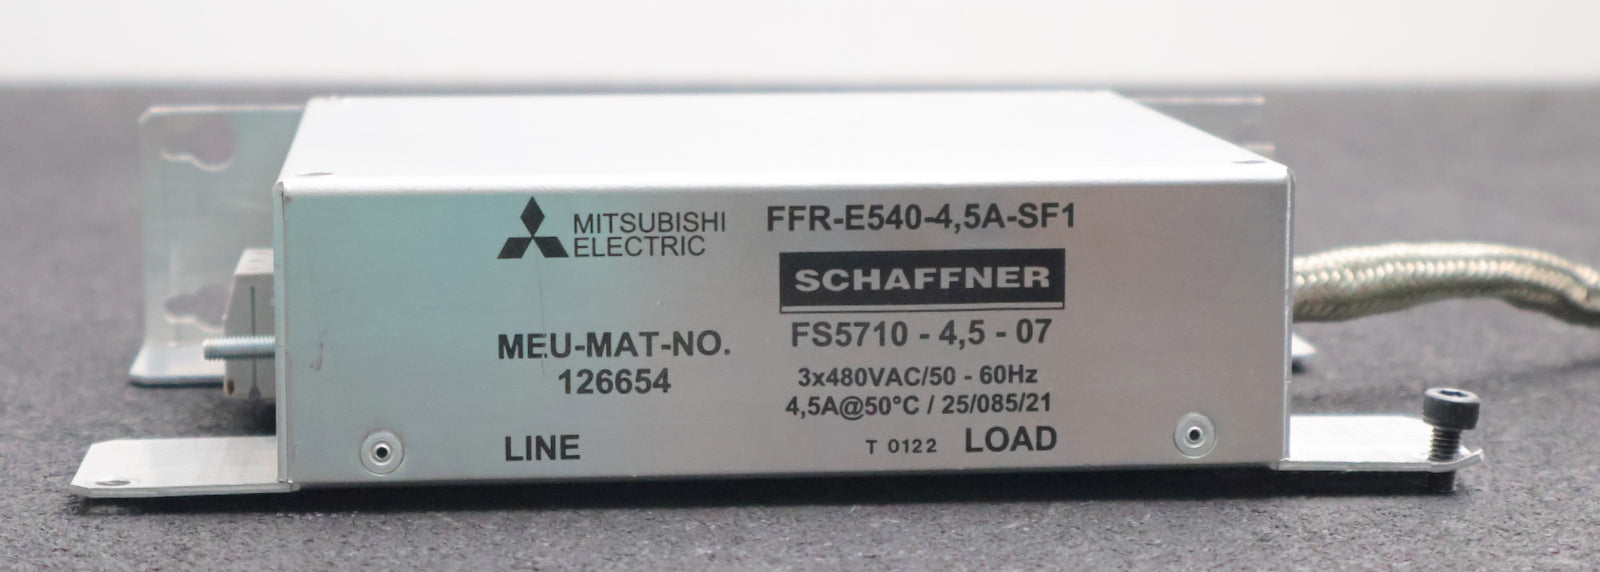 MITSUBISHI
ELECTRIC
FFR-E540-4,5A-SF1
SCHAFFNER
MEU-MAT-NO.
126654
FS5710 - 4,5 - 07
3x480VAC/50 - 60Hz
4,5A@50°C / 25/085/21
LINE
T 0122 LOAD